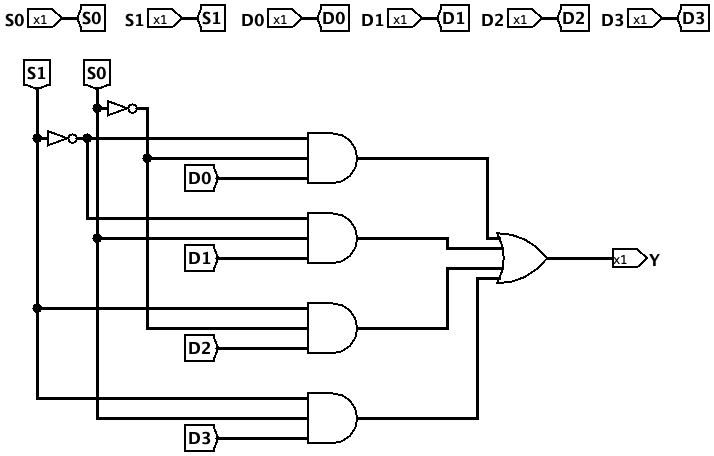 S0 x1 S0 S1 x1 S1 D0 x1 D0 D1 x1 D1 D2 x1 D2 D3 x1 D3
S1 S0
D0
D1
x1 Y
D2
D3